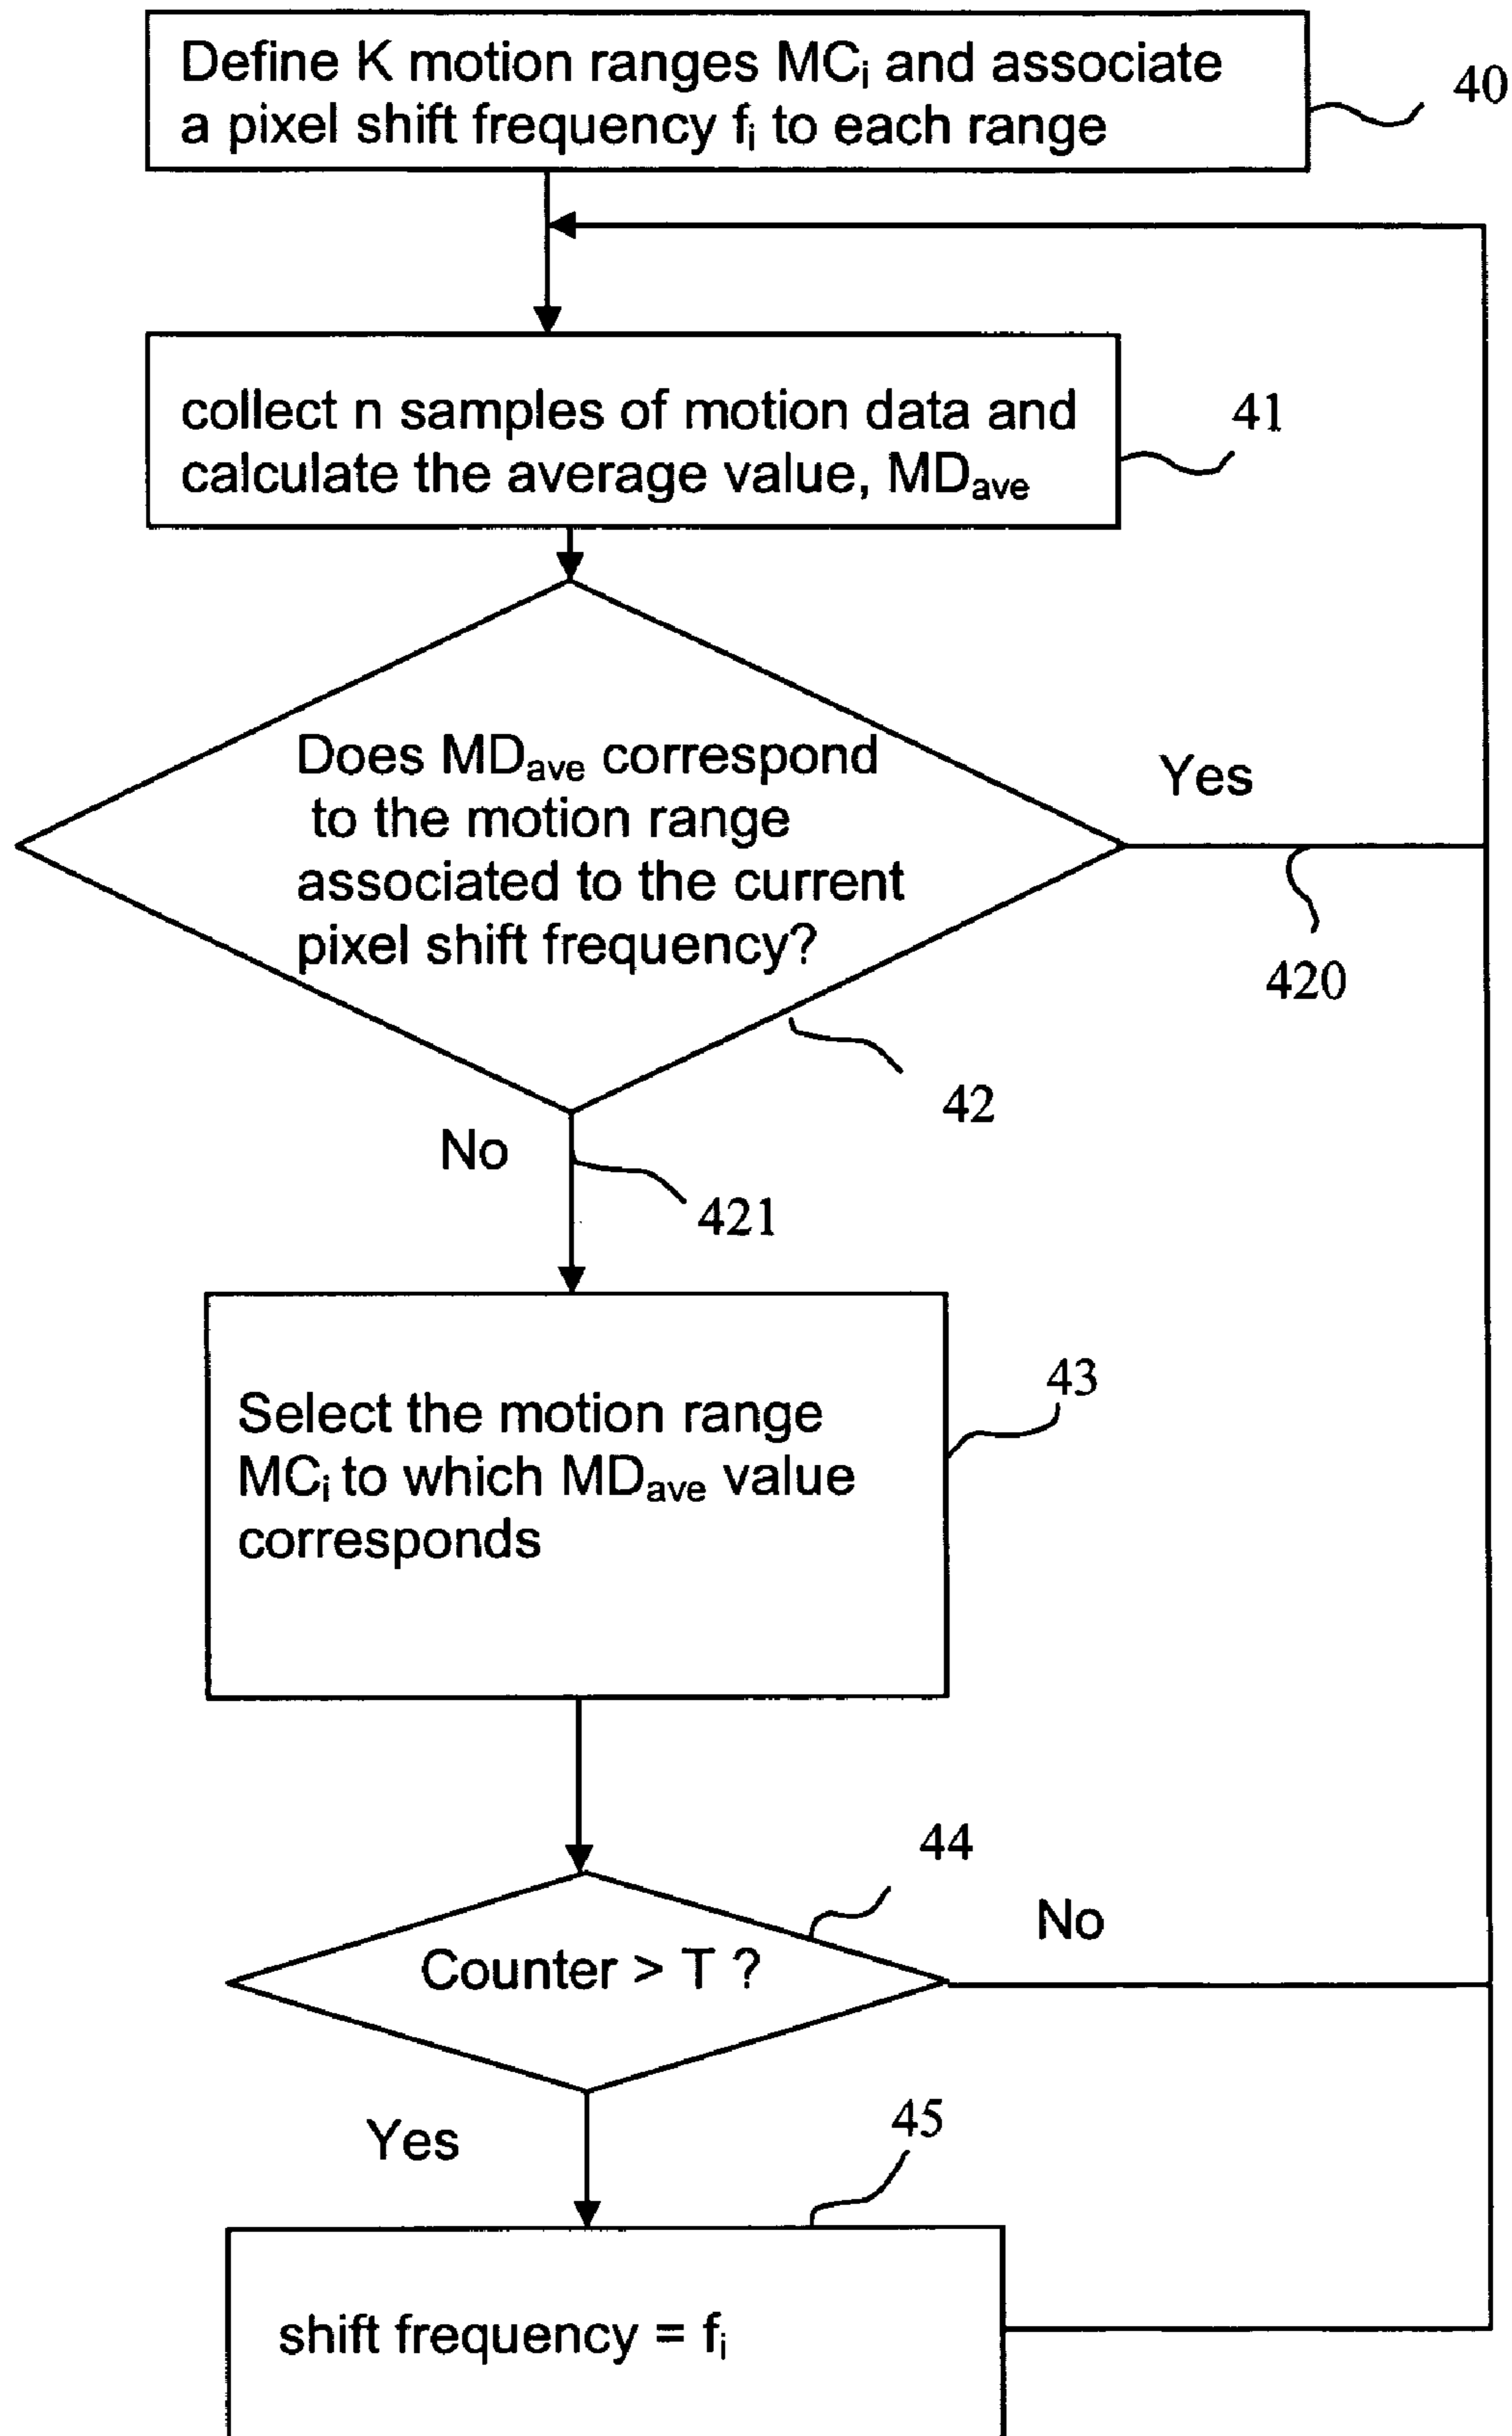 Define K motion ranges MCi and associate
a pixel shift frequency fi to each range
40
collect n samples of motion data and
calculate the average value, MDave
41
Does MDave correspond
to the motion range
associated to the current
pixel shift frequency?
Yes
420
42
No
421
Select the motion range
MCi to which MDave value
corresponds
43
44
Counter > T ?
No
Yes
45
shift frequency = fi